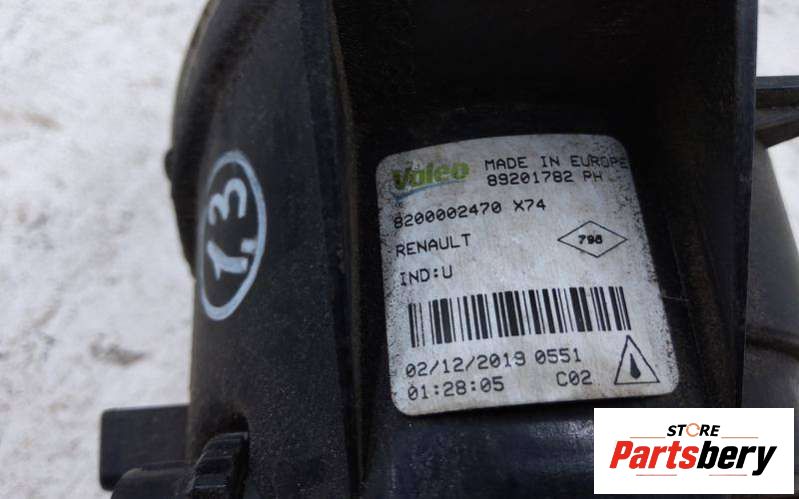 1,3
Valeo MADE IN EUROPE
89201782 PH
8200002470 X74
RENAULT 796
IND:U
02/12/2019 0551
01:28:05 C02
STORE
Partsbery